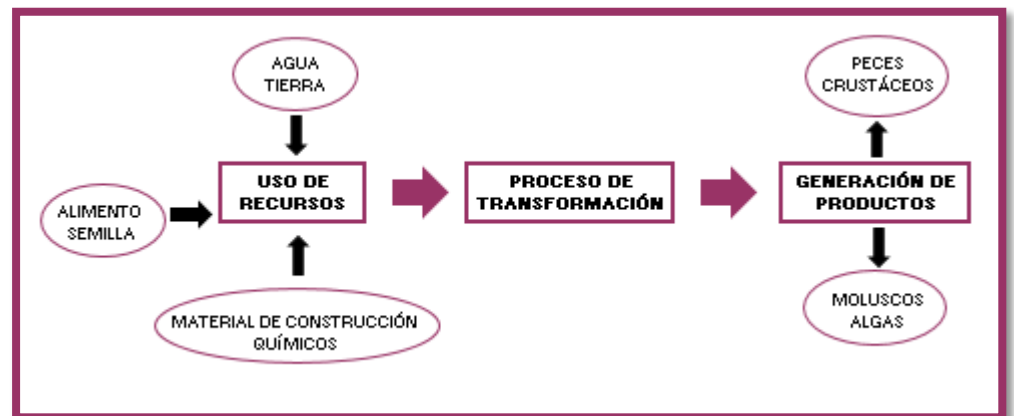 AGUA
TIERRA
PECES
CRUSTÁCEOS
USO DE
RECURSOS
PROCESO DE
TRANSFORMACIÓN
GENERACIÓN DE
PRODUCTOS
ALIMENTO
SEMILLA
MATERIAL DE CONSTRUCCIÓN
QUÍMICOS
MOLUSCOS
ALGAS